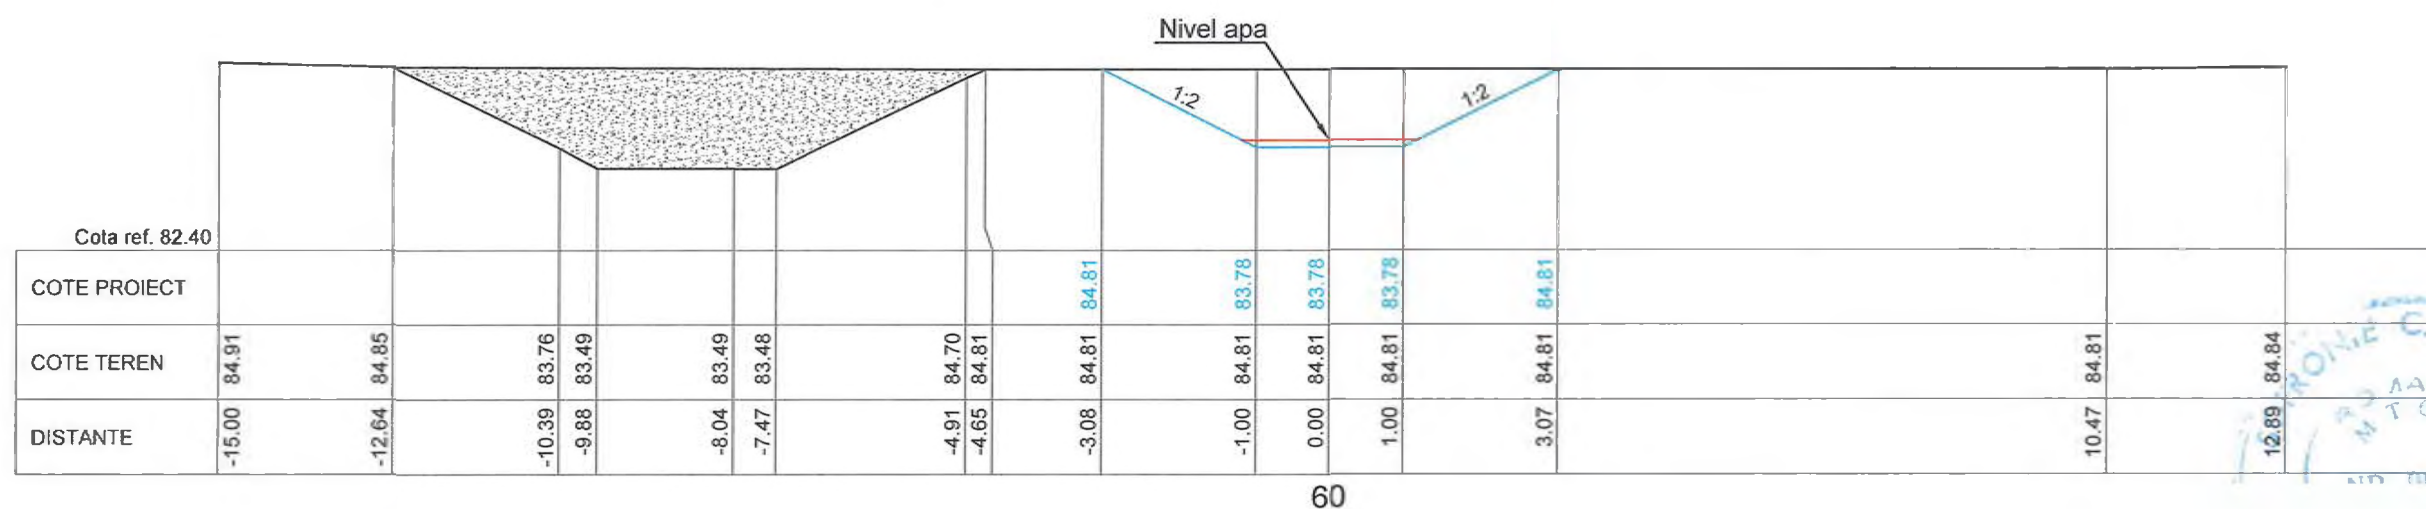 Nivel apa
1:2 1:2
Cota ref. 82.40
COTE PROIECT 84.81 83.78 83.78 83.78 84.81
COTE TEREN 84.91 84.85 83.76 83.49 83.49 83.48 84.70 84.81 84.81 84.81 84.81 84.81 84.81 84.81 84.84
DISTANTE -15.00 -12.64 -10.39 -9.88 -8.04 -7.47 -4.91 -4.65 -3.08 -1.00 0.00 1.00 3.07 10.47 12.89
60